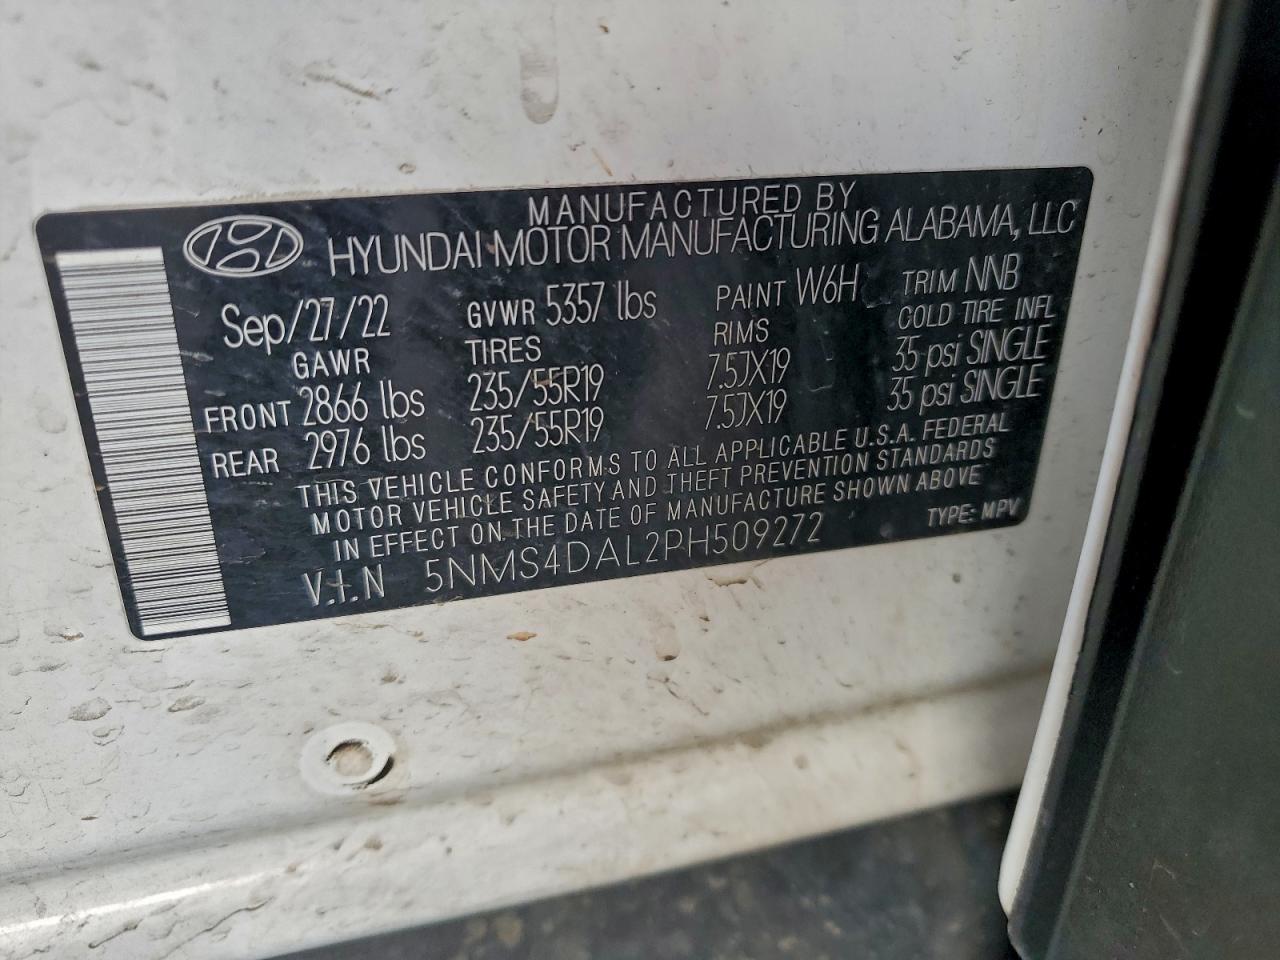 MANUFACTURED BY
HYUNDAI MOTOR MANUFACTURING ALABAMA, LLC
Sep/27/22 GVWR 5357 lbs PAINT W6H TRIM NNB
GAWR TIRES RIMS COLD TIRE INFL
FRONT 2866 lbs 235/55R19 7.5JX19 35 psi SINGLE
REAR 2976 lbs 235/55R19 7.5JX19 35 psi SINGLE
THIS VEHICLE CONFORMS TO ALL APPLICABLE U.S.A. FEDERAL
MOTOR VEHICLE SAFETY AND THEFT PREVENTION STANDARDS
IN EFFECT ON THE DATE OF MANUFACTURE SHOWN ABOVE
V.I.N 5NMS4DAL2PH509272 TYPE: MPV